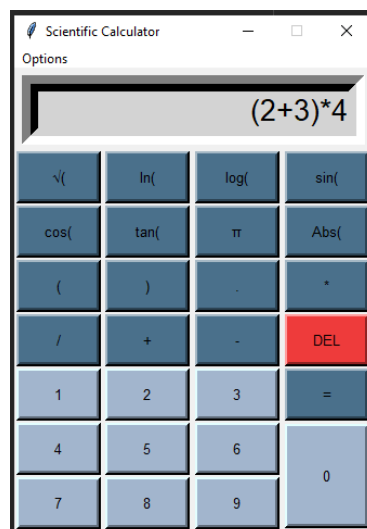 Scientific Calculator
Options
(2+3)*4
√( ln( log( sin(
cos( tan( π Abs(
( ) . *
/ + - DEL
1 2 3 =
4 5 6
0
7 8 9